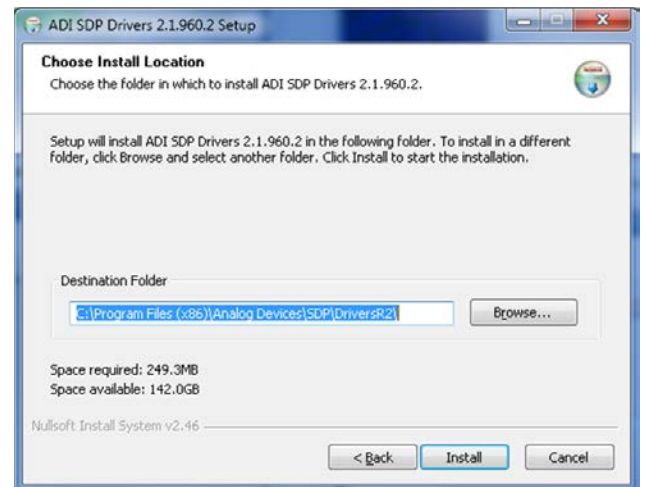 ADI SDP Drivers 2.1.960.2 Setup
Choose Install Location
Choose the folder in which to install ADI SDP Drivers 2.1.960.2.
Setup will install ADI SDP Drivers 2.1.960.2 in the following folder. To install in a different
folder, click Browse and select another folder. Click Install to start the installation.
Destination Folder
C:\Program Files (x86)\Analog Devices\SDP\DriversR2\
Browse...
Space required: 249.3MB
Space available: 142.0GB
Nullsoft Install System v2.46
< Back Install Cancel